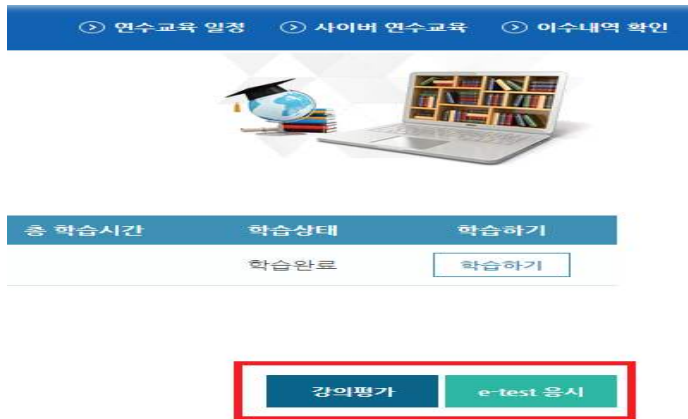 연수교육 일정 사이버 연수교육 이수내역 확인
총 학습시간 학습상태 학습하기
학습완료 학습하기
강의평가 e-test 응시